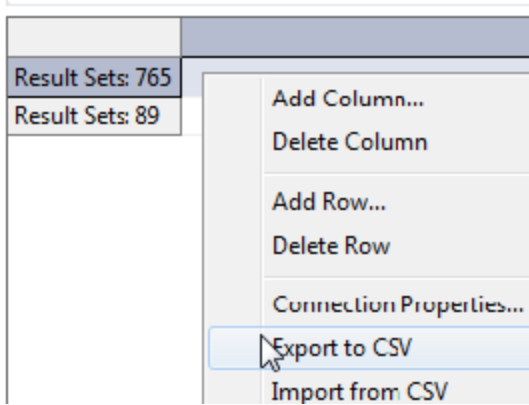 Result Sets: 765
Result Sets: 89
Add Column...
Delete Column
Add Row...
Delete Row
Connection Properties...
Export to CSV
Import from CSV